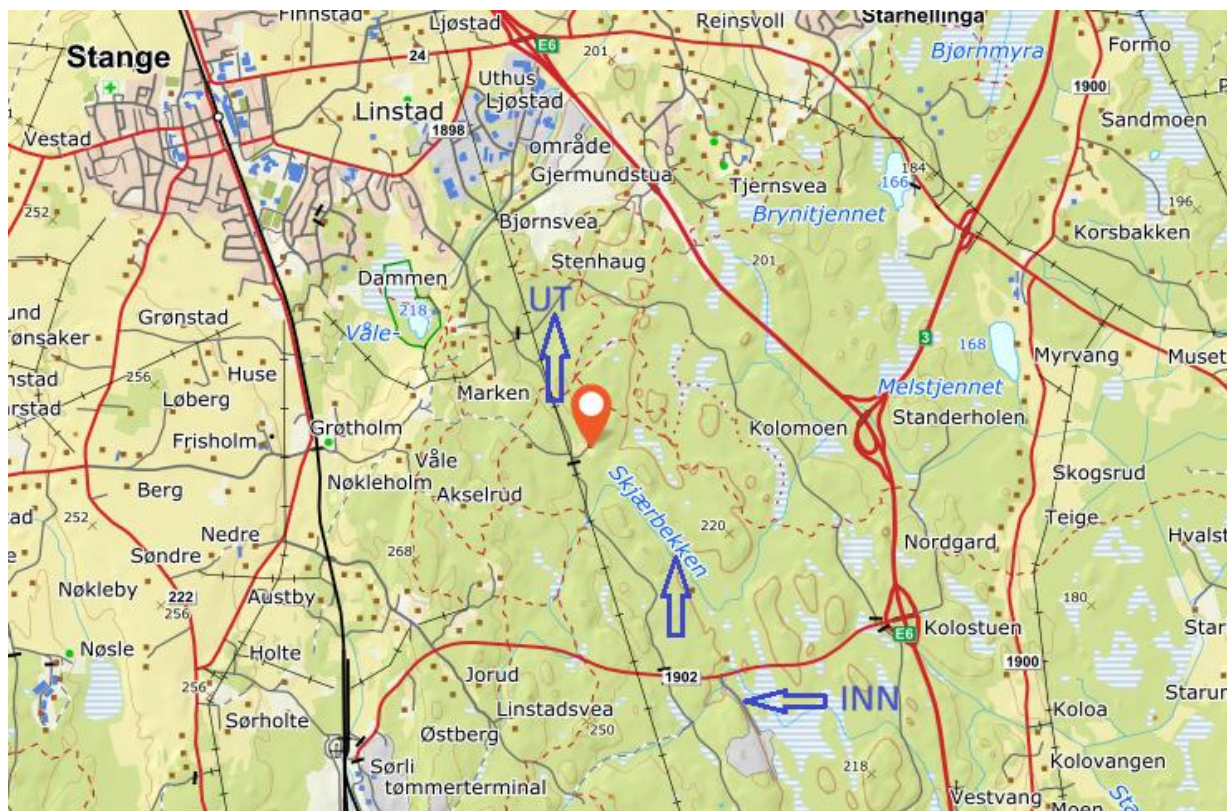 Finnstad
Ljøstad
Reinsvoll
Starhellinga
Stange
24
E6
201
Bjørnmyra
Formo
Uthus
Ljøstad
1900
Linstad
Vestad
1898
område
Sandmoen
Gjermundstua
184
Tjernsvea
166
252
Bjørnsvea
Brynitjennet
196
Korsbakken
Stenhaug
201
Dammen
UT
218
Grønstad
Våle-
3
168
Myrvang
Huse
256
Løberg
Marken
Melstjennet
Frisholm
Grøtholm
Kolomoen
Standerholen
Våle
Berg
Nøkleholm
Akselrud
Skjærbekken
Skogsrud
252
Nedre
220
Teige
Søndre
268
Nordgard
Nøkleby
222
256
Austby
180
Kolostuen
E6
Nøsle
Holte
1900
Jorud
1902
256
INN
Linstadsvea
Koloa
Sørholte
Østberg
250
Sørli
tømmerterminal
218
Kolovangen
Vestvang